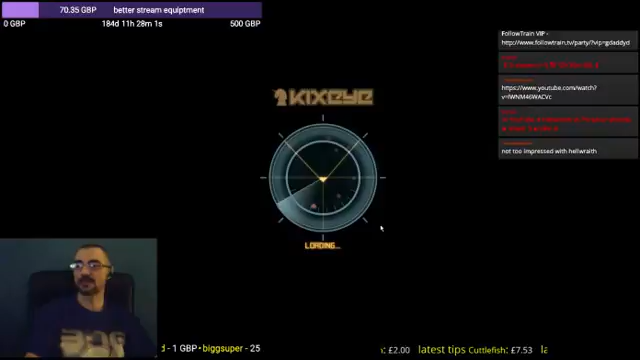 70.35 GBP better stream equiptment
0 GBP 184d 11h 28m 1s 500 GBP
FollowTrain VIP -
http://www.followtrain.tv/party/?vip=gdaddyd
https://www.youtube.com/watch?
v=fWNM46WACVc
not too impressed with hellwraith
KIXEYE
LOADING...
d - 1 GBP • biggsuper - 25
: £2.00 latest tips Cuttlefish: £7.53 la